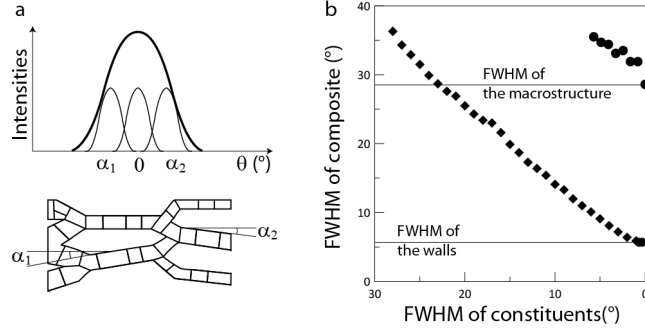 a
Intensities
α1 0 α2 θ (°)
α1
α2
b
FWHM of composite (°)
40
30
20
10
0
FWHM of
the macrostructure
FWHM of
the walls
30 20 10 0
FWHM of constituents(°)